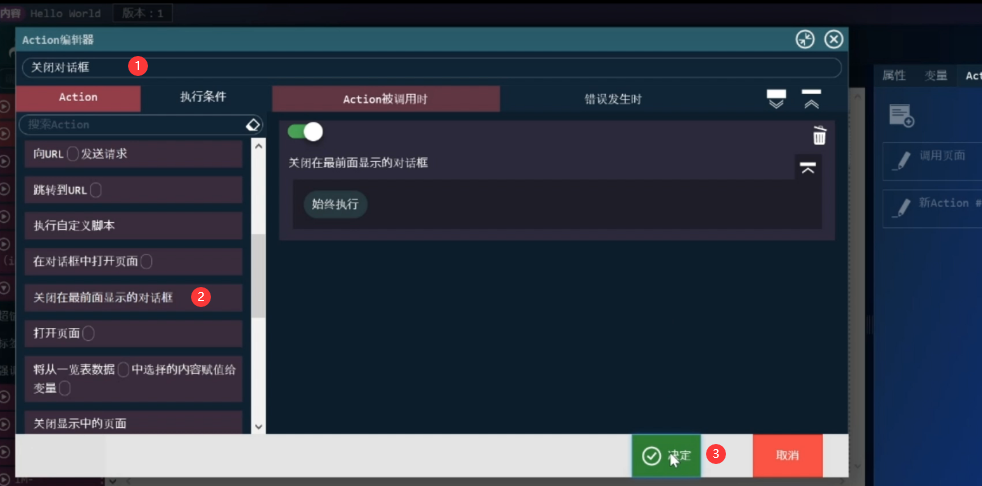 内容 Hello World 版本：1
Action编辑器
关闭对话框 1
Action 执行条件 Action被调用时 错误发生时
属性 变量 Act
搜索Action
向URL 发送请求
跳转到URL
执行自定义脚本
在对话框中打开页面
关闭在最前面显示的对话框 2
打开页面
将从一览表数据 中选择的内容赋值给
变量
关闭显示中的页面
关闭在最前面显示的对话框
始终执行
调用页面
新Action #
决定 3
取消